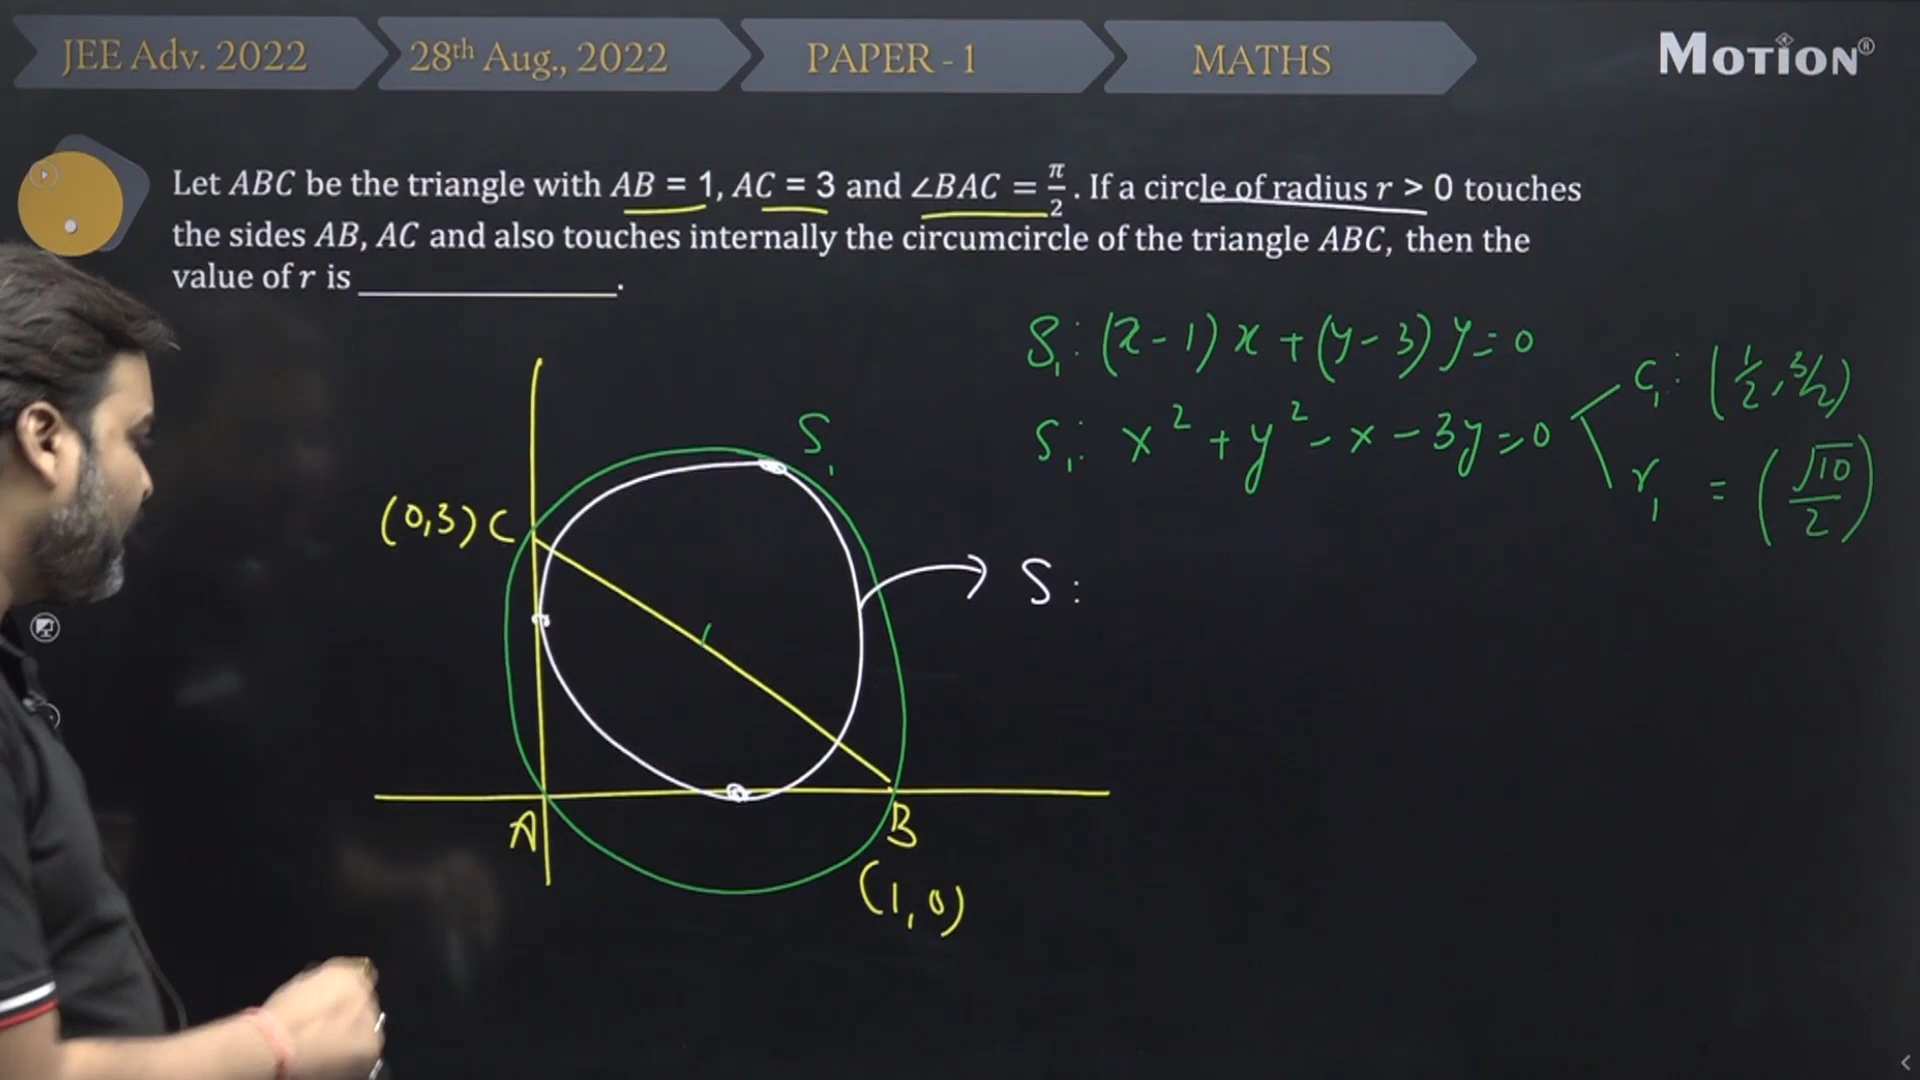 JEE Adv. 2022
28th Aug., 2022
PAPER - 1
MATHS
MOTION®
Let ABC be the triangle with AB = 1, AC = 3 and ∠BAC = π/2. If a circle of radius r > 0 touches
the sides AB, AC and also touches internally the circumcircle of the triangle ABC, then the
value of r is ____________.
S₁: (x-1)x + (y-3)y = 0
S₁: x² + y² - x - 3y = 0
C₁: (1/2, 3/2)
r₁ = (√10/2)
S₁
(0,3) C
S:
A
B
(1,0)